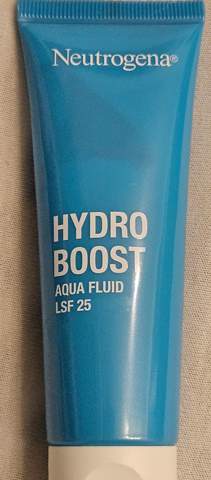 Neutrogena®
HYDRO
BOOST
AQUA FLUID
LSF 25